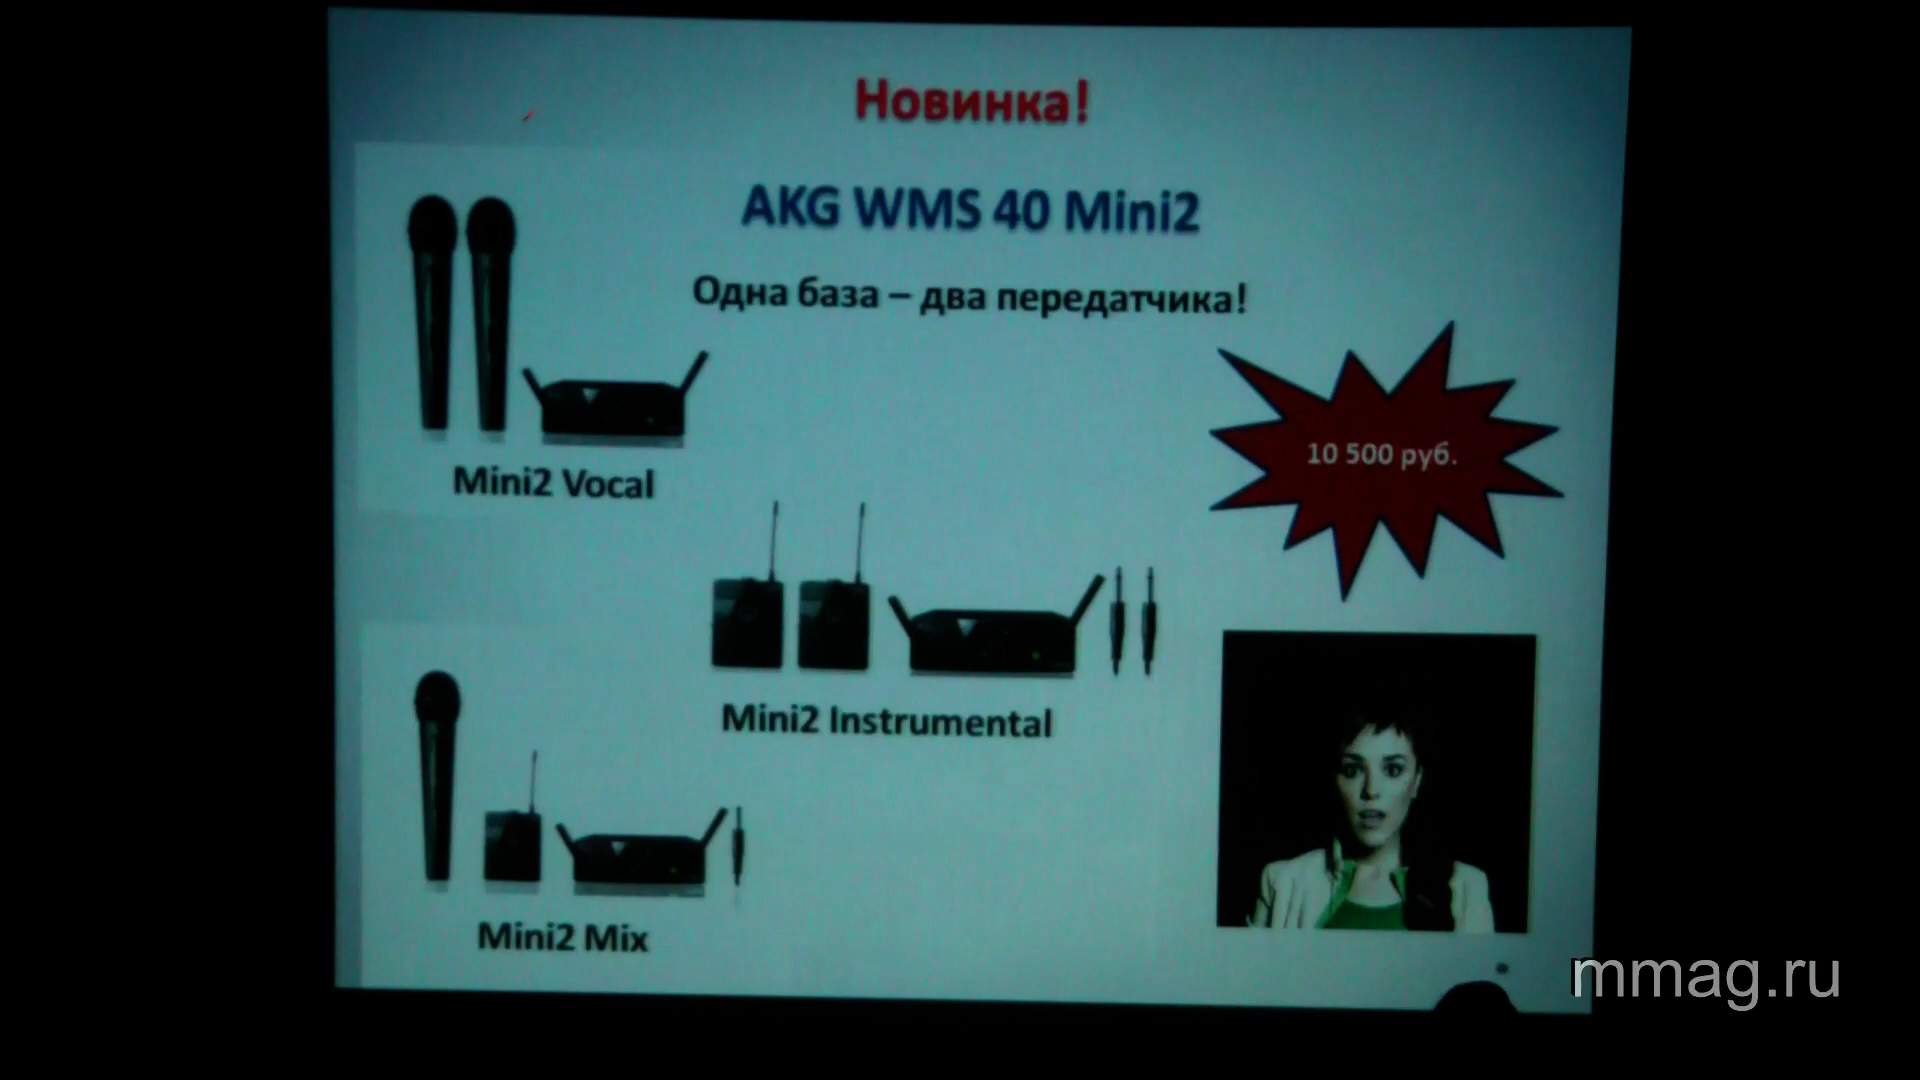 Новинка!
AKG WMS 40 Mini2
Одна база – два передатчика!
10 500 руб.
Mini2 Vocal
Mini2 Instrumental
Mini2 Mix
mmag.ru